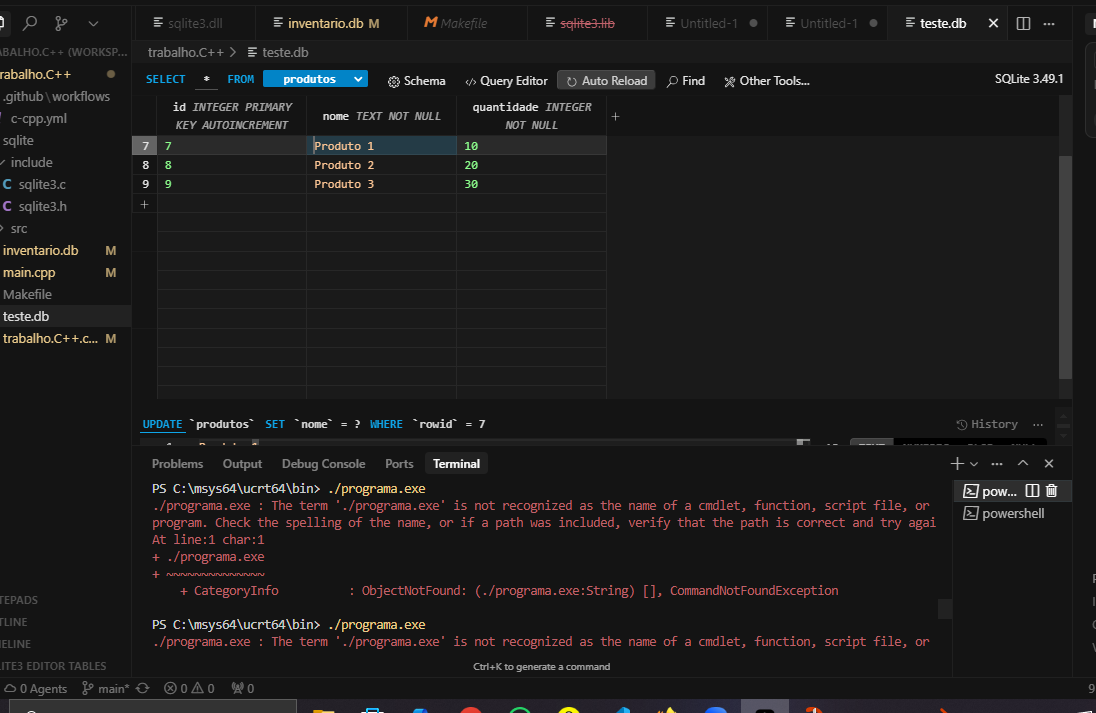 sqlite3.dll
inventario.db M
Makefile
sqlite3.lib
Untitled-1
Untitled-1
teste.db
ABALHO.C++ (WORKSP...
trabalho.C++ > teste.db
rabalho.C++
.github\workflows
c-cpp.yml
sqlite
include
C sqlite3.c
C sqlite3.h
src
inventario.db M
main.cpp M
Makefile
teste.db
trabalho.C++.c... M
TEPADS
TLINE
MELINE
LITE3 EDITOR TABLES
SELECT * FROM produtos
Schema
Query Editor
Auto Reload
Find
Other Tools...
SQLite 3.49.1
id INTEGER PRIMARY KEY AUTOINCREMENT
nome TEXT NOT NULL
quantidade INTEGER NOT NULL
+
7 7 Produto 1 10
8 8 Produto 2 20
9 9 Produto 3 30
+
UPDATE `produtos` SET `nome` = ? WHERE `rowid` = 7
History ...
Problems Output Debug Console Ports Terminal
PS C:\msys64\ucrt64\bin> ./programa.exe
./programa.exe : The term './programa.exe' is not recognized as the name of a cmdlet, function, script file, or
program. Check the spelling of the name, or if a path was included, verify that the path is correct and try agai
At line:1 char:1
+ ./programa.exe
+ ~~~~~~~~~~~~~~
+ CategoryInfo : ObjectNotFound: (./programa.exe:String) [], CommandNotFoundException
PS C:\msys64\ucrt64\bin> ./programa.exe
./programa.exe : The term './programa.exe' is not recognized as the name of a cmdlet, function, script file, or
pow...
powershell
Ctrl+K to generate a command
0 Agents main* 0 0 0